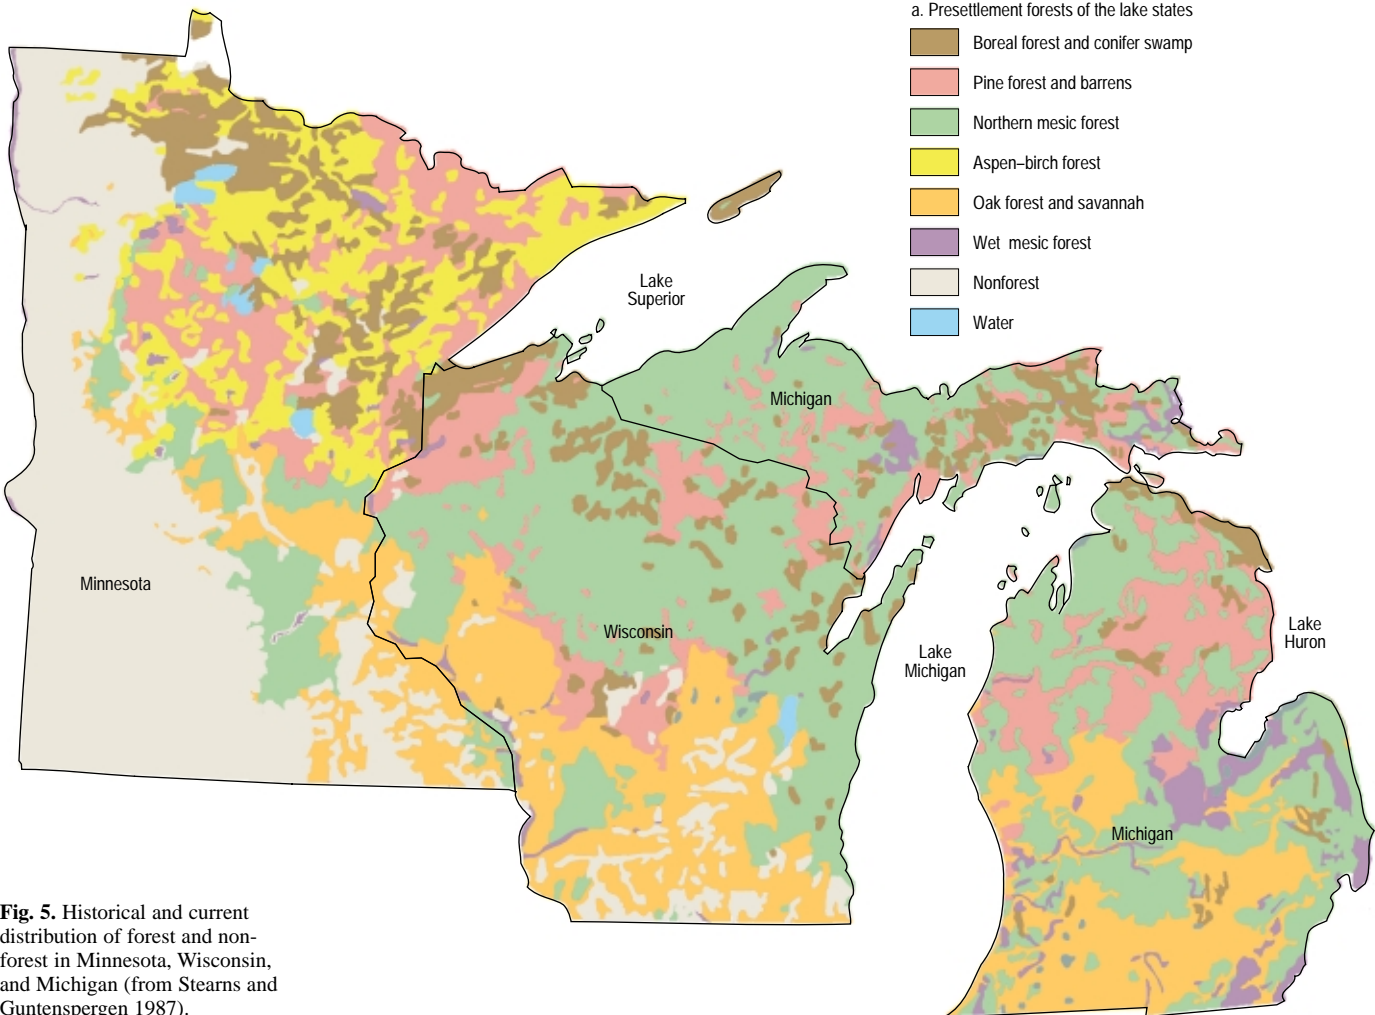 a. Presettlement forests of the lake states
Boreal forest and conifer swamp
Pine forest and barrens
Northern mesic forest
Aspen–birch forest
Oak forest and savannah
Wet mesic forest
Nonforest
Water
Lake
Superior
Michigan
Minnesota
Wisconsin
Lake
Michigan
Lake
Huron
Michigan
Fig. 5. Historical and current
distribution of forest and non-
forest in Minnesota, Wisconsin,
and Michigan (from Stearns and
Guntenspergen 1987).